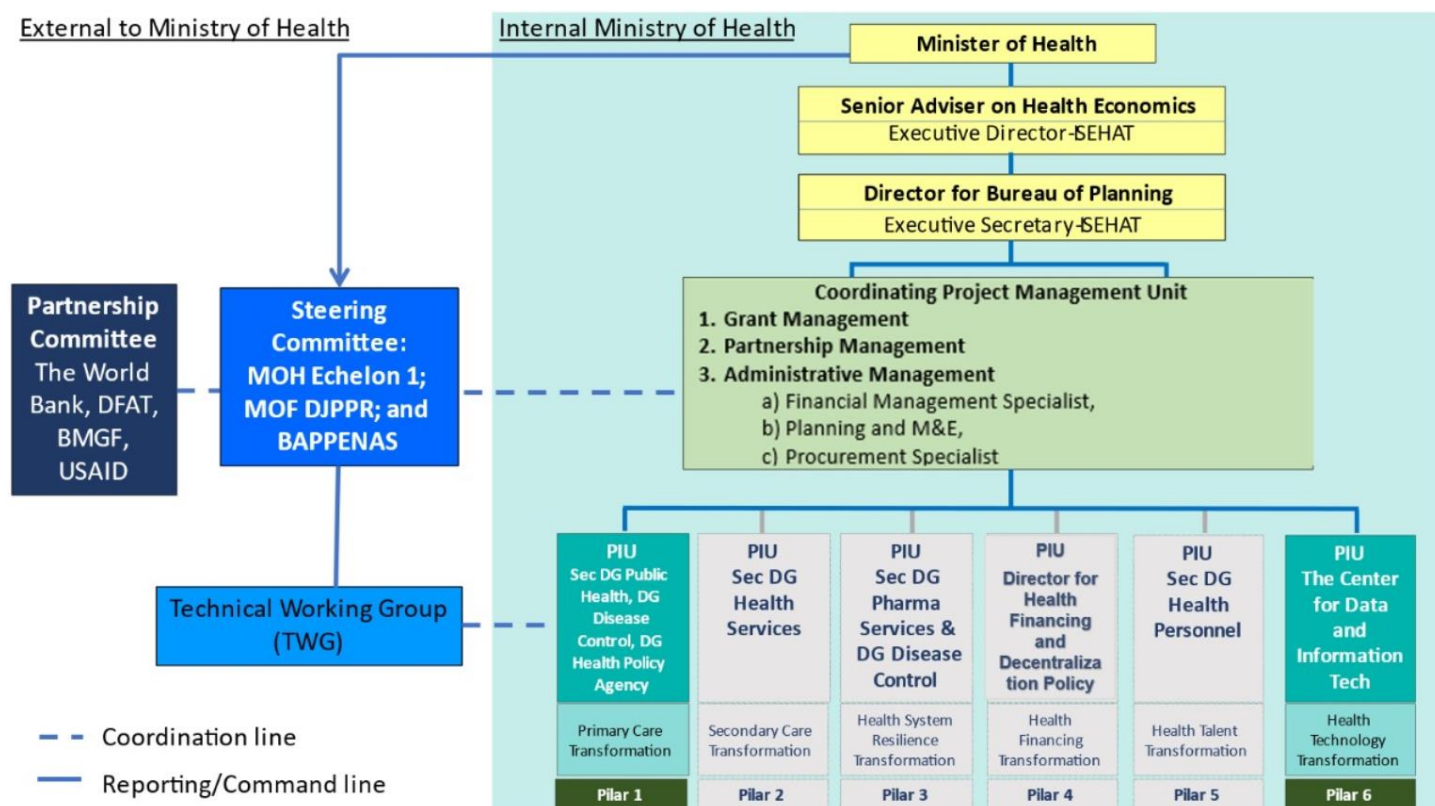 External to Ministry of Health
Internal Ministry of Health
Minister of Health
Senior Adviser on Health Economics
Executive Director-ISEHAT
Director for Bureau of Planning
Executive Secretary-ISEHAT
Partnership
Committee
The World
Bank, DFAT,
BMGF,
USAID
Steering
Committee:
MOH Echelon 1;
MOF DJPPR; and
BAPPENAS
Coordinating Project Management Unit
1. Grant Management
2. Partnership Management
3. Administrative Management
a) Financial Management Specialist,
b) Planning and M&E,
c) Procurement Specialist
Technical Working Group
(TWG)
PIU
Sec DG Public
Health, DG
Disease
Control, DG
Health Policy
Agency
Primary Care
Transformation
Pilar 1
PIU
Sec DG
Health
Services
Secondary Care
Transformation
Pilar 2
PIU
Sec DG
Pharma
Services &
DG Disease
Control
Health System
Resilience
Transformation
Pilar 3
PIU
Director for
Health
Financing
and
Decentraliza
tion Policy
Health
Financing
Transformation
Pilar 4
PIU
Sec DG
Health
Personnel
Health Talent
Transformation
Pilar 5
PIU
The Center
for Data
and
Information
Tech
Health
Technology
Transformation
Pilar 6
Coordination line
Reporting/Command line